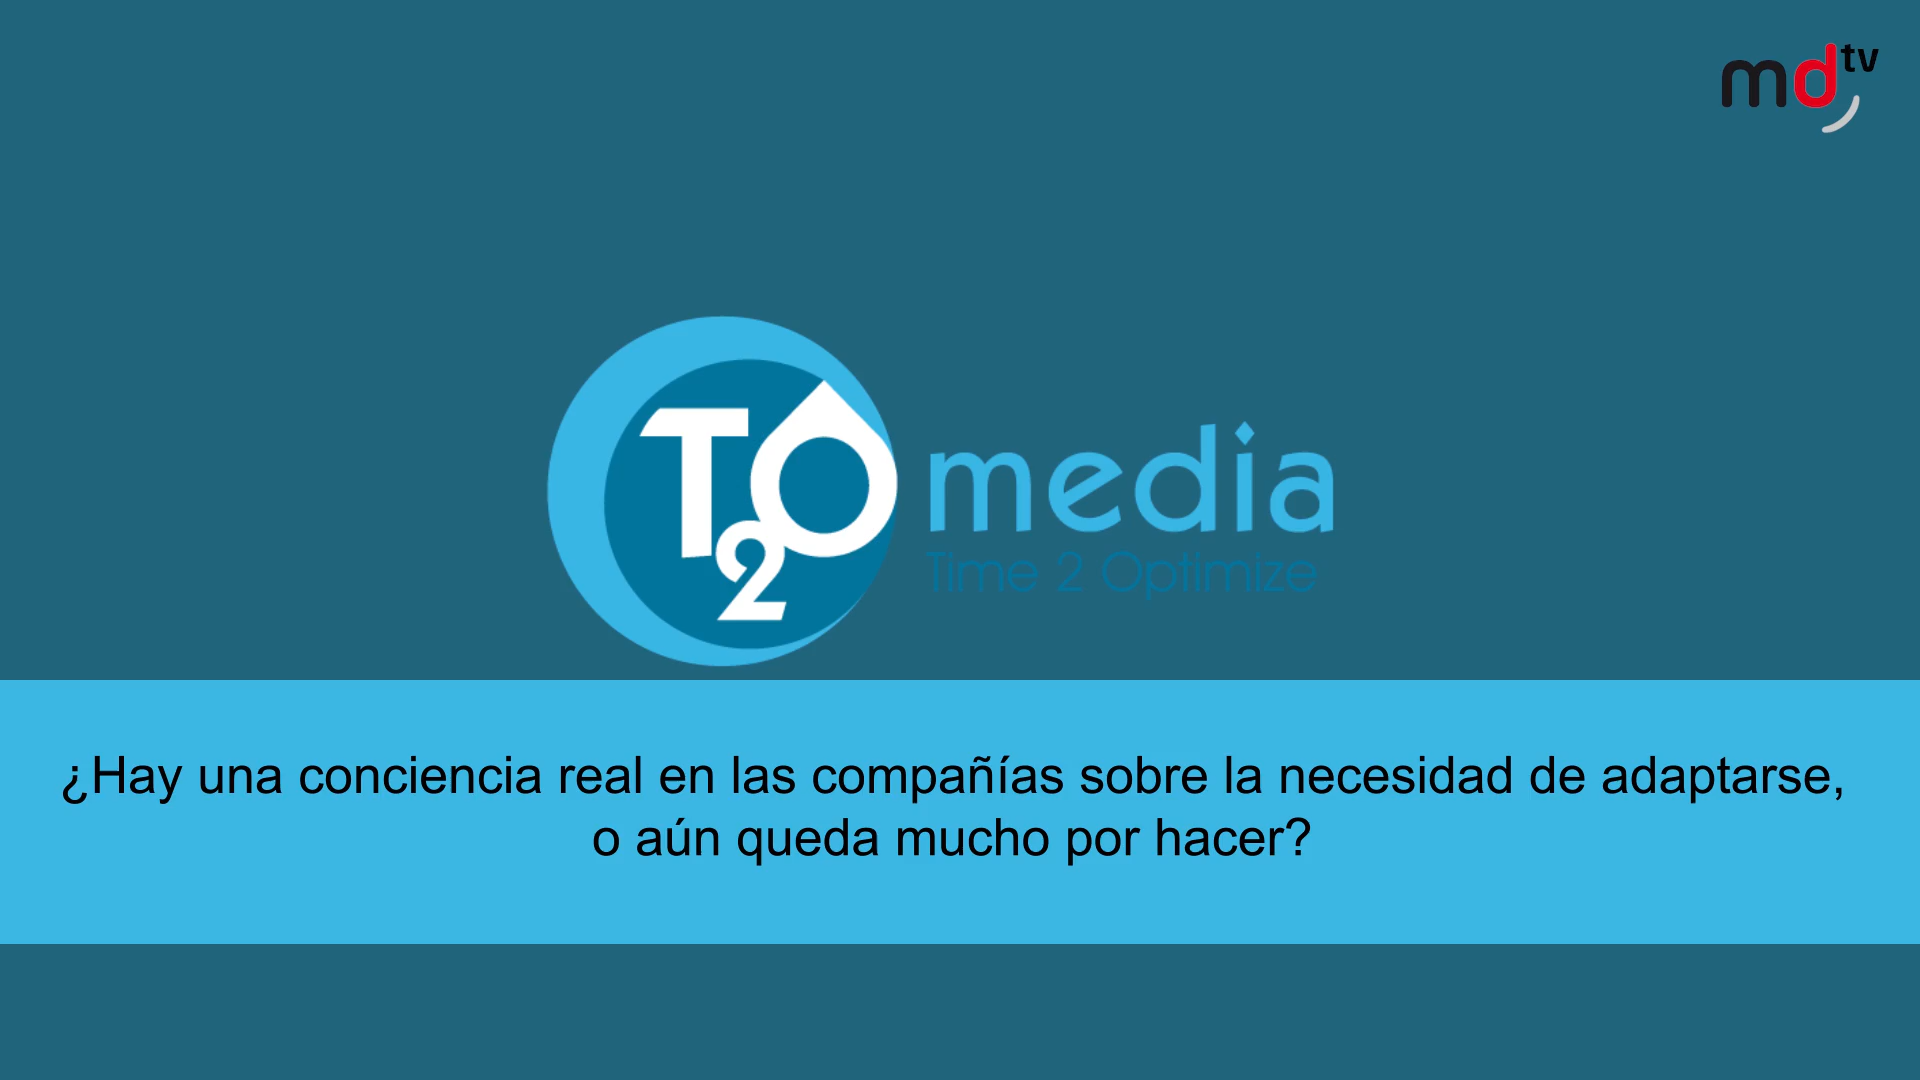 mdtv
T2O media
Time 2 Optimize
¿Hay una conciencia real en las compañías sobre la necesidad de adaptarse,
o aún queda mucho por hacer?